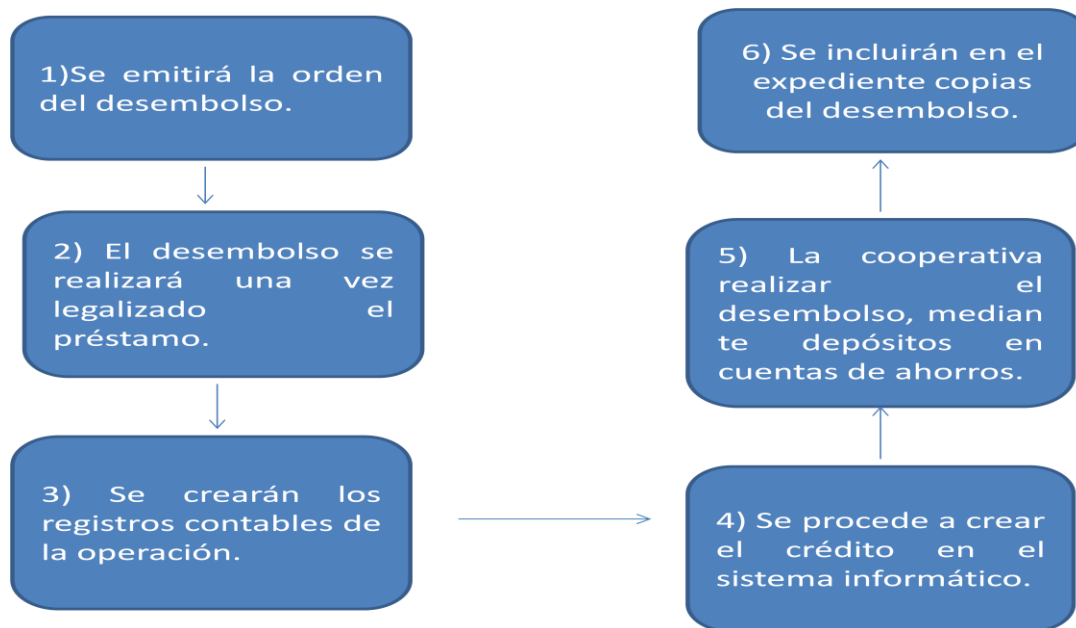 1)Se emitirá la orden
del desembolso.
2) El desembolso se
realizará una vez
legalizado el
préstamo.
3) Se crearán los
registros contables de
la operación.
4) Se procede a crear
el crédito en el
sistema informático.
5) La cooperativa
realizar el
desembolso, median
te depósitos en
cuentas de ahorros.
6) Se incluirán en el
expediente copias
del desembolso.